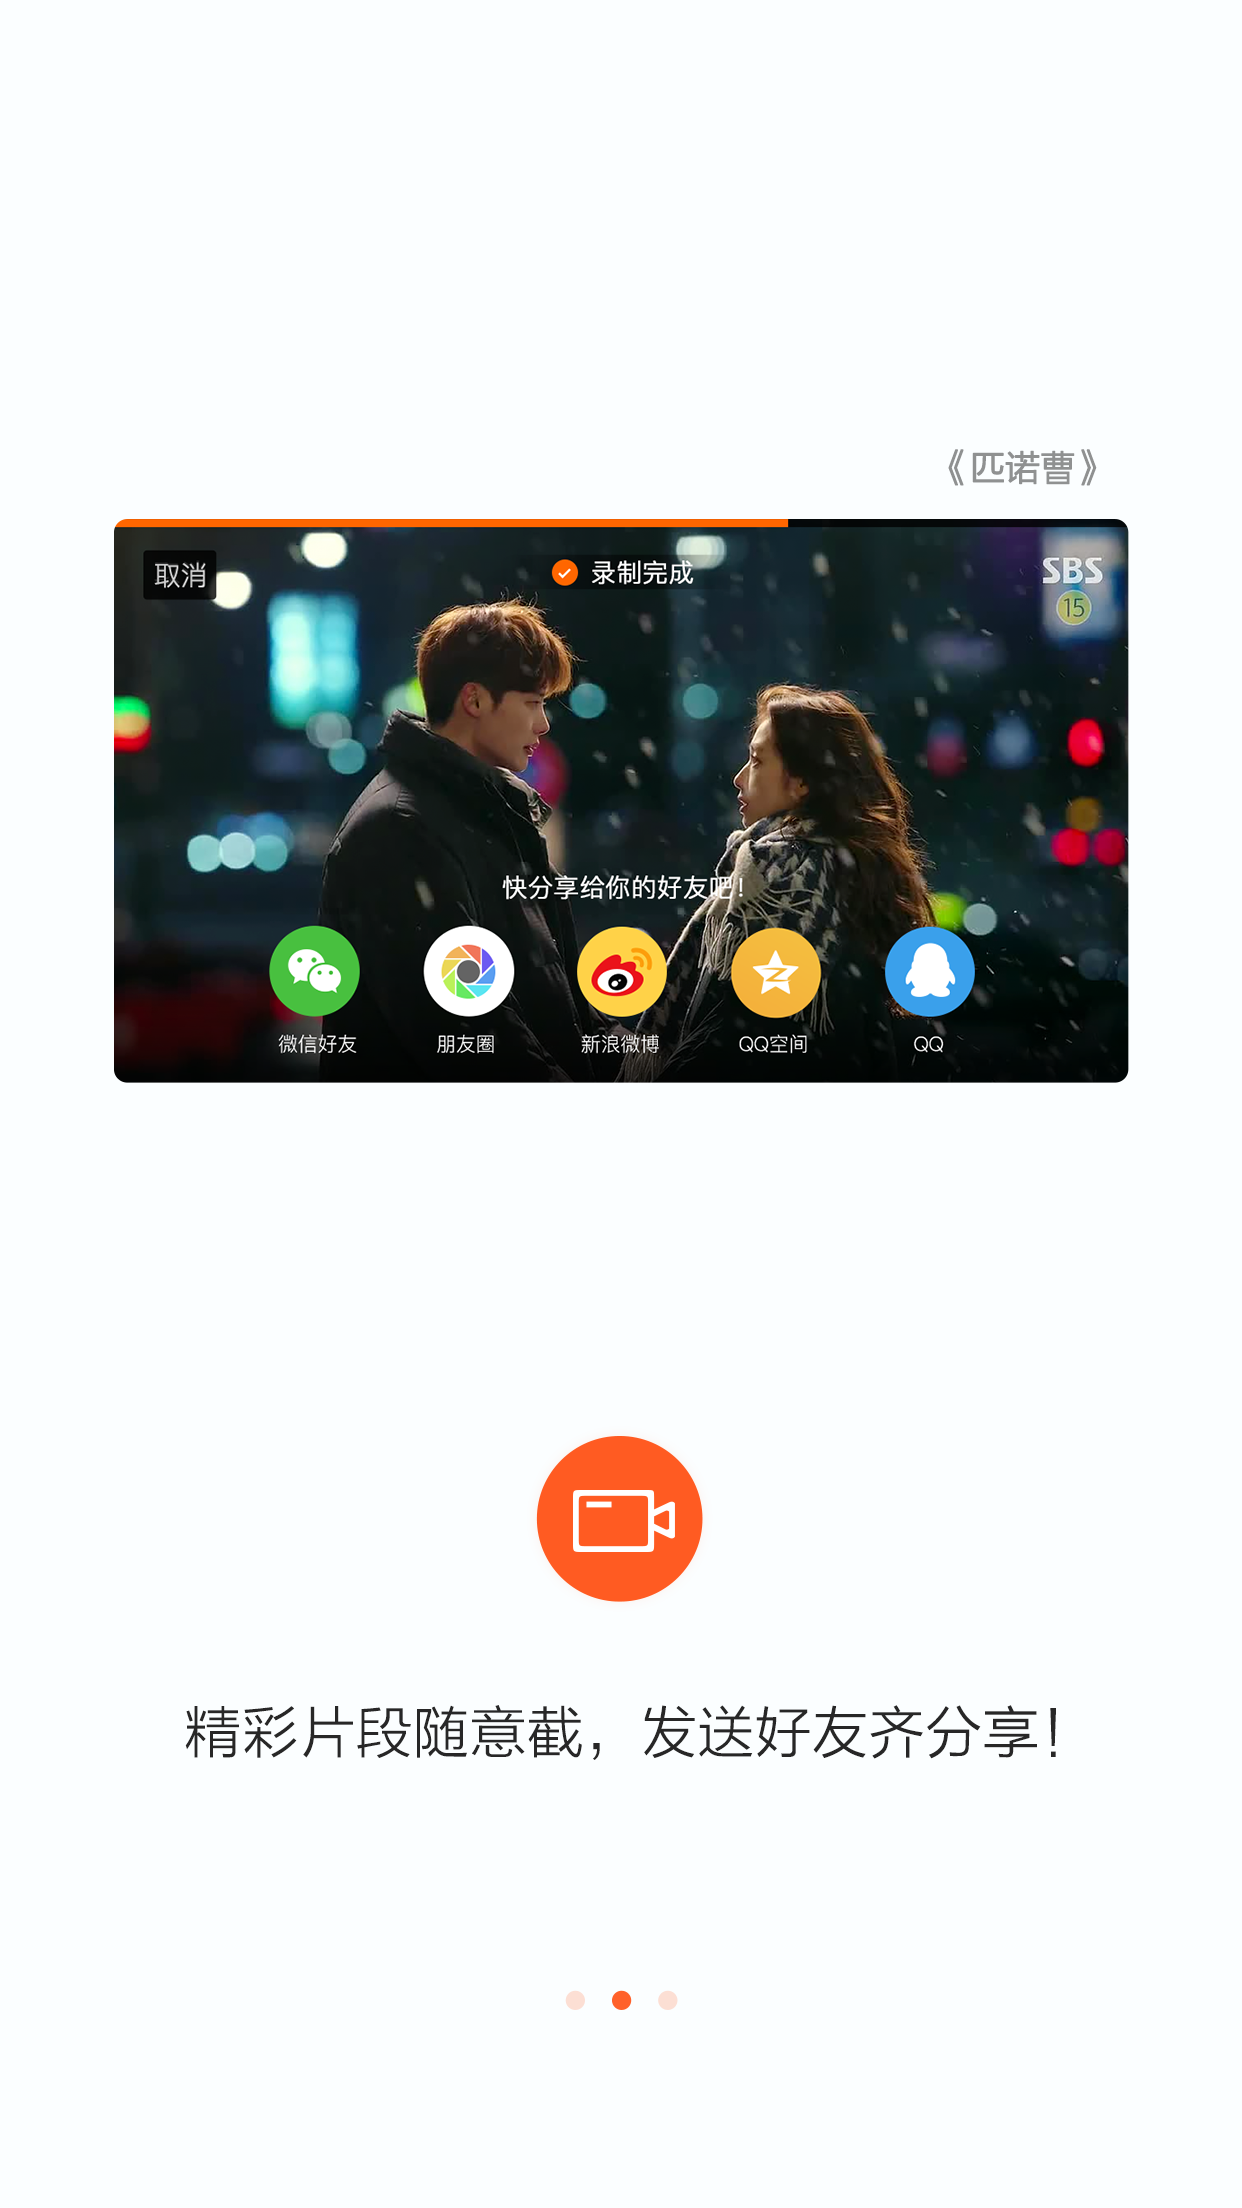 《匹诺曹》
取消
录制完成
SBS
15
快分享给你的好友吧！
微信好友
朋友圈
新浪微博
QQ空间
QQ
精彩片段随意截，发送好友齐分享！